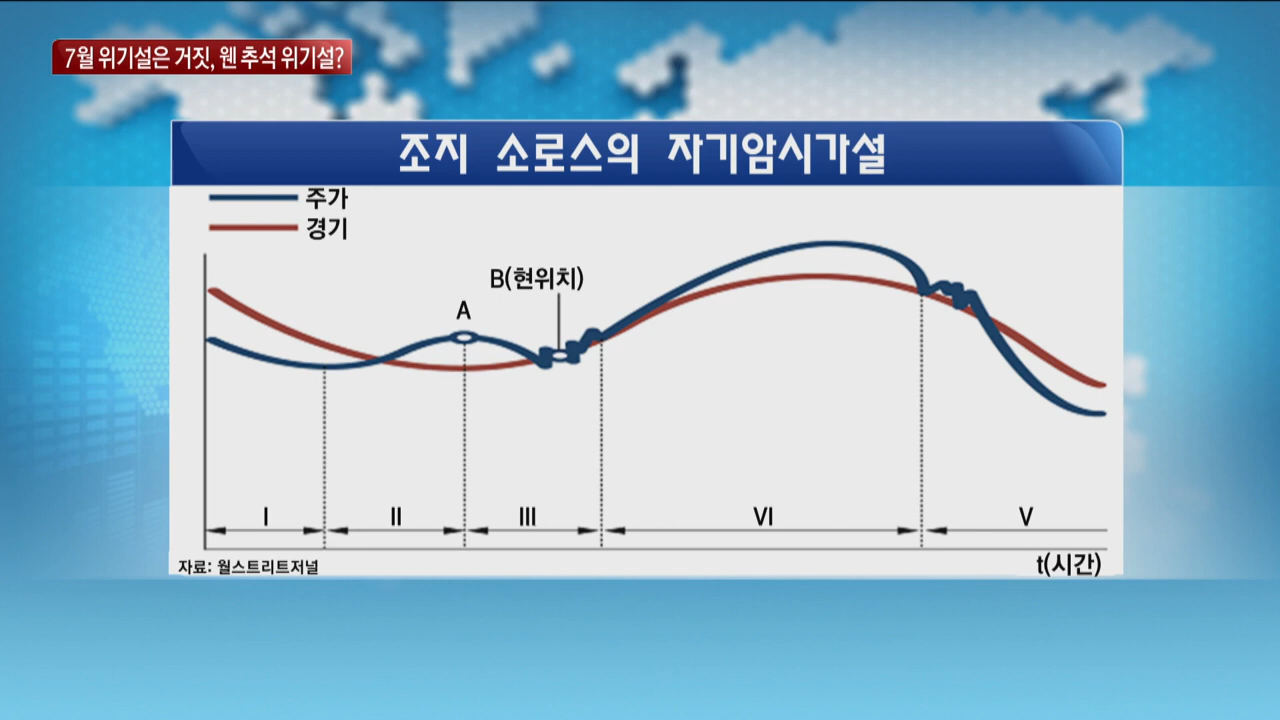 7월 위기설은 거짓, 웬 추석 위기설?
조지 소로스의 자기암시가설
주가
경기
B(현위치)
A
I II III VI V
자료: 월스트리트저널
t(시간)